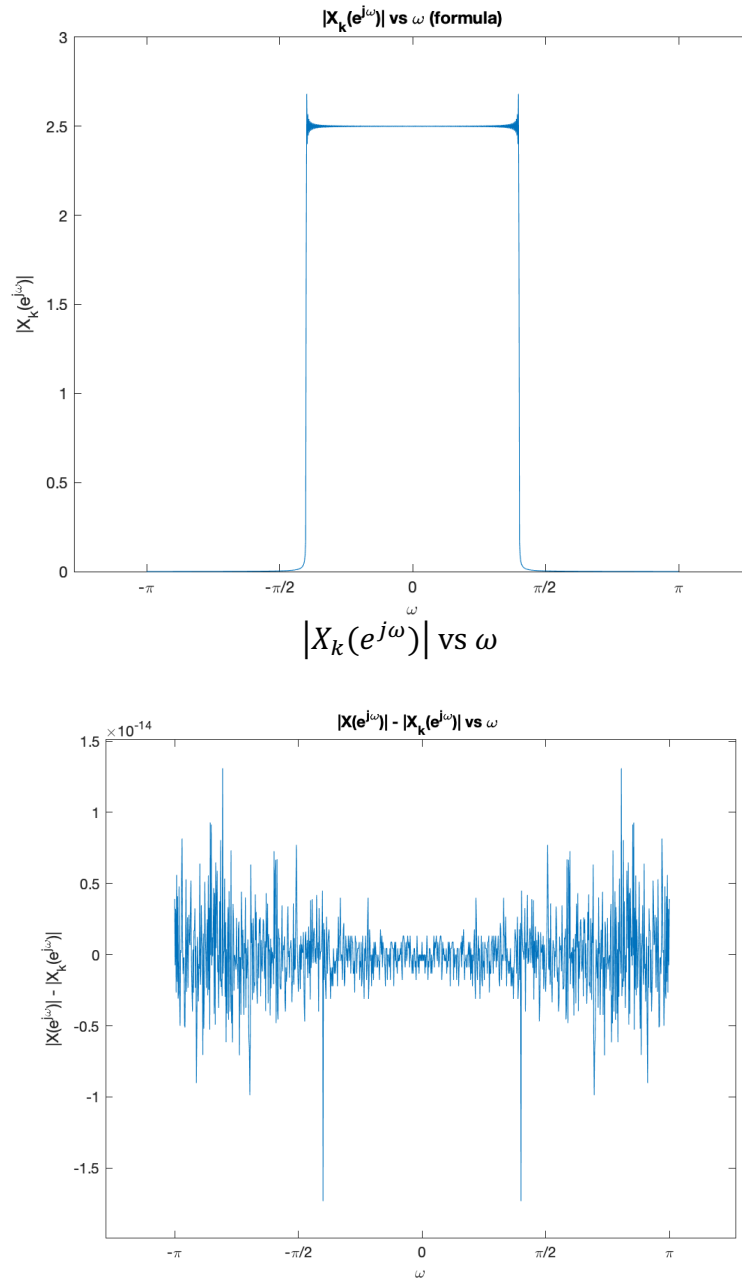 |X_k(e^{jω})| vs ω (formula)
3
2.5
2
1.5
1
0.5
0
|X_k(e^{jω})|
-π -π/2 0 π/2 π
ω
|X_k(e^{jω})| vs ω
|X(e^{jω})| - |X_k(e^{jω})| vs ω
×10^{-14}
1.5
1
0.5
0
-0.5
-1
-1.5
|X(e^{jω})| - |X_k(e^{jω})|
-π -π/2 0 π/2 π
ω